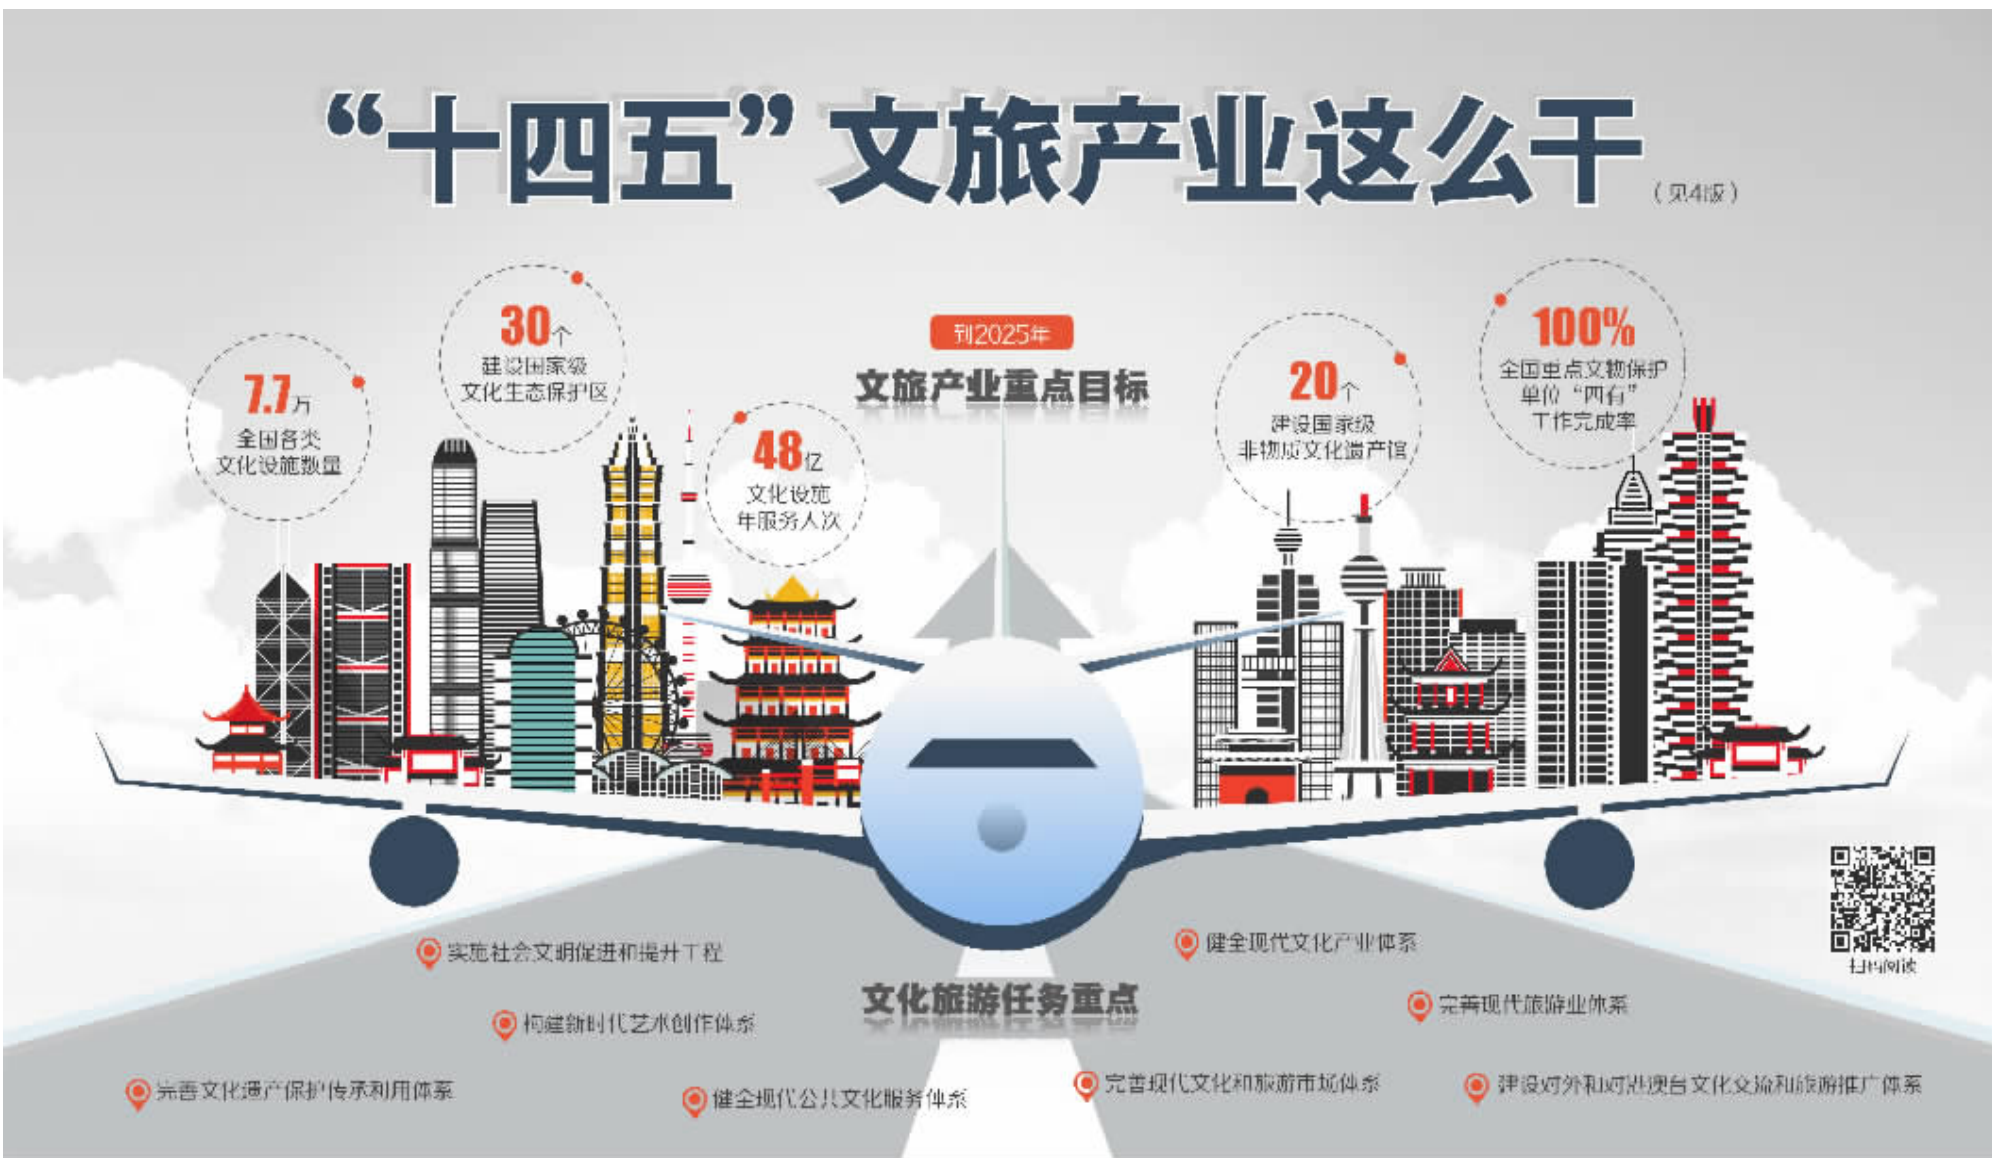 “十四五”文旅产业这么干
（见4版）
到2025年
文旅产业重点目标
7.7万
全国各类
文化设施数量
30个
建设国家级
文化生态保护区
48亿
文化设施
年服务人次
20个
建设国家级
非物质文化遗产馆
100%
全国重点文物保护
单位“四有”
工作完成率
文化旅游任务重点
实施社会文明促进和提升工程
构建新时代艺术创作体系
完善文化遗产保护传承利用体系
健全现代公共文化服务体系
健全现代文化产业体系
完善现代旅游业体系
完善现代文化和旅游市场体系
建设对外和对港澳台文化交流和旅游推广体系
扫码阅读